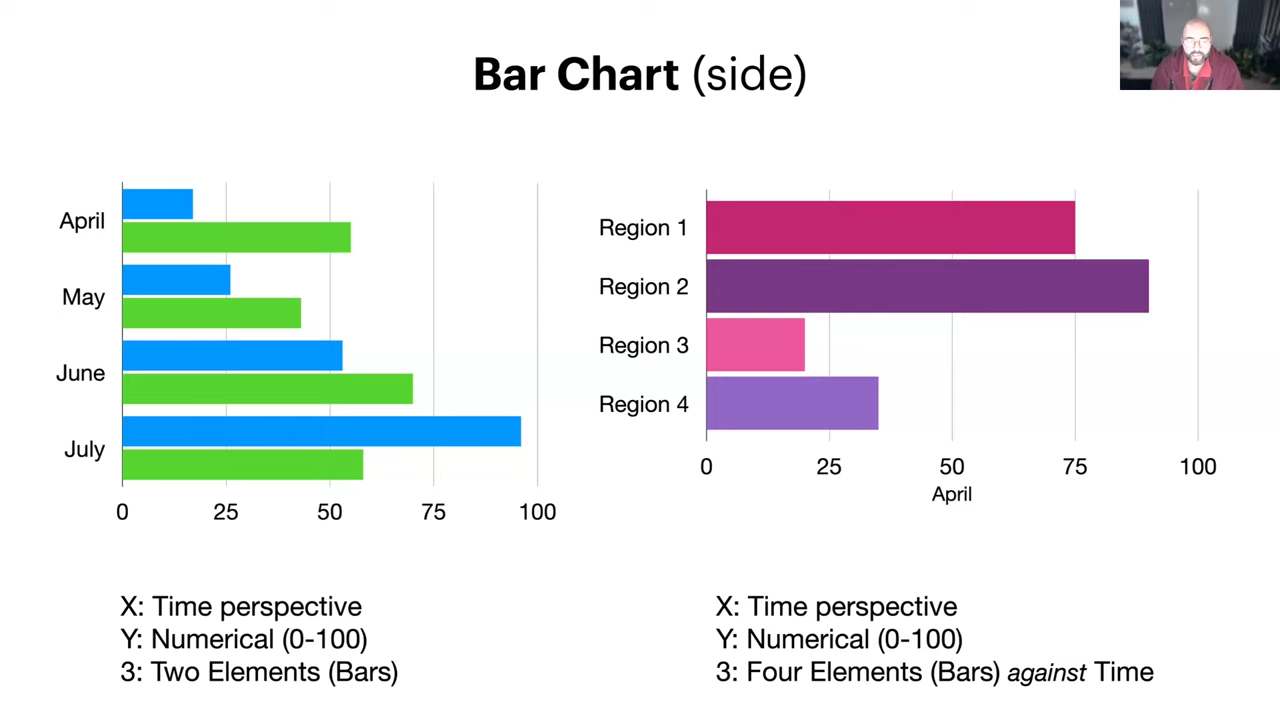 Bar Chart (side)
April
May
June
July
0 25 50 75 100
Region 1
Region 2
Region 3
Region 4
0 25 50 75 100
April
X: Time perspective
Y: Numerical (0-100)
3: Two Elements (Bars)
X: Time perspective
Y: Numerical (0-100)
3: Four Elements (Bars) against Time